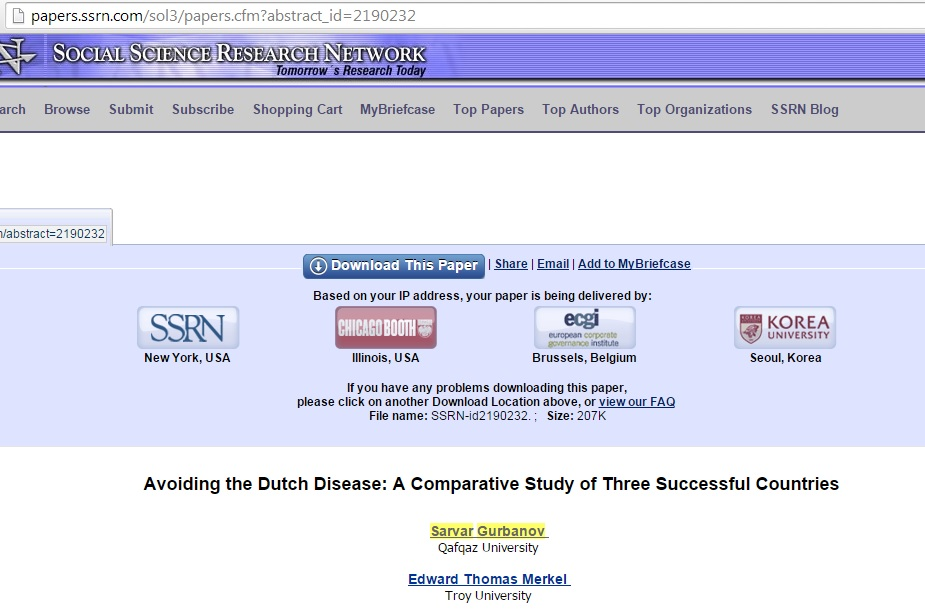 papers.ssrn.com/sol3/papers.cfm?abstract_id=2190232
SOCIAL SCIENCE RESEARCH NETWORK
Tomorrow´s Research Today
arch Browse Submit Subscribe Shopping Cart MyBriefcase Top Papers Top Authors Top Organizations SSRN Blog
/abstract=2190232
Download This Paper | Share | Email | Add to MyBriefcase
Based on your IP address, your paper is being delivered by:
SSRN CHICAGO BOOTH ecgi KOREA
european corporate UNIVERSITY
governance institute
New York, USA Illinois, USA Brussels, Belgium Seoul, Korea
If you have any problems downloading this paper,
please click on another Download Location above, or view our FAQ
File name: SSRN-id2190232. ; Size: 207K
Avoiding the Dutch Disease: A Comparative Study of Three Successful Countries
Sarvar Gurbanov
Qafqaz University
Edward Thomas Merkel
Troy University